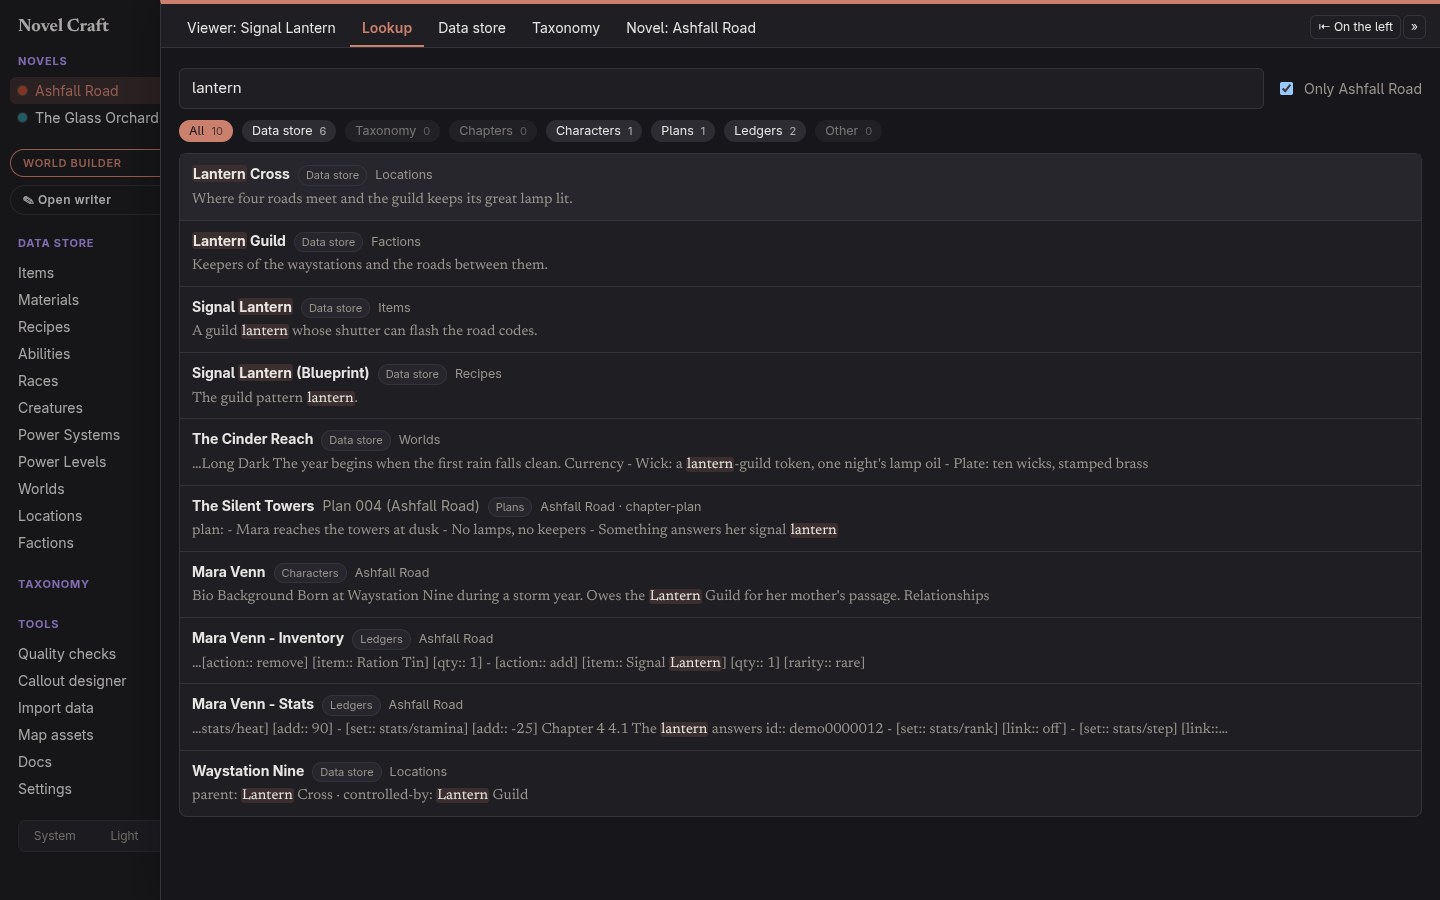 Novel Craft
NOVELS
Ashfall Road
The Glass Orchard
WORLD BUILDER
✎ Open writer
DATA STORE
Items
Materials
Recipes
Abilities
Races
Creatures
Power Systems
Power Levels
Worlds
Locations
Factions
TAXONOMY
TOOLS
Quality checks
Callout designer
Import data
Map assets
Docs
Settings
System Light
Viewer: Signal Lantern Lookup Data store Taxonomy Novel: Ashfall Road
⇤ On the left »
lantern
Only Ashfall Road
All 10 Data store 6 Taxonomy 0 Chapters 0 Characters 1 Plans 1 Ledgers 2 Other 0
Lantern Cross Data store Locations
Where four roads meet and the guild keeps its great lamp lit.
Lantern Guild Data store Factions
Keepers of the waystations and the roads between them.
Signal Lantern Data store Items
A guild lantern whose shutter can flash the road codes.
Signal Lantern (Blueprint) Data store Recipes
The guild pattern lantern.
The Cinder Reach Data store Worlds
...Long Dark The year begins when the first rain falls clean. Currency - Wick: a lantern-guild token, one night's lamp oil - Plate: ten wicks, stamped brass
The Silent Towers Plan 004 (Ashfall Road) Plans Ashfall Road · chapter-plan
plan: - Mara reaches the towers at dusk - No lamps, no keepers - Something answers her signal lantern
Mara Venn Characters Ashfall Road
Bio Background Born at Waystation Nine during a storm year. Owes the Lantern Guild for her mother's passage. Relationships
Mara Venn - Inventory Ledgers Ashfall Road
...[action:: remove] [item:: Ration Tin] [qty:: 1] - [action:: add] [item:: Signal Lantern] [qty:: 1] [rarity:: rare]
Mara Venn - Stats Ledgers Ashfall Road
...stats/heat] [add:: 90] - [set:: stats/stamina] [add:: -25] Chapter 4 4.1 The lantern answers id:: demo0000012 - [set:: stats/rank] [link:: off] - [set:: stats/step] [link::...
Waystation Nine Data store Locations
parent: Lantern Cross · controlled-by: Lantern Guild